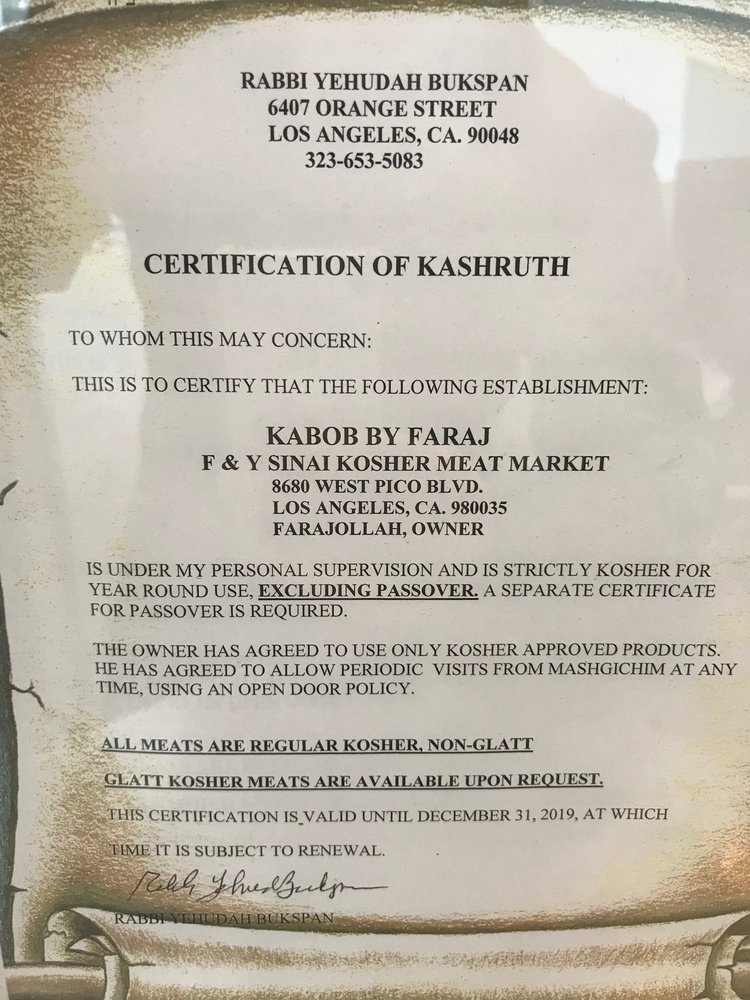 RABBI YEHUDAH BUKSPAN
6407 ORANGE STREET
LOS ANGELES, CA. 90048
323-653-5083
CERTIFICATION OF KASHRUTH
TO WHOM THIS MAY CONCERN:
THIS IS TO CERTIFY THAT THE FOLLOWING ESTABLISHMENT:
KABOB BY FARAJ
F & Y SINAI KOSHER MEAT MARKET
8680 WEST PICO BLVD.
LOS ANGELES, CA. 980035
FARAJOLLAH, OWNER
IS UNDER MY PERSONAL SUPERVISION AND IS STRICTLY KOSHER FOR
YEAR ROUND USE, EXCLUDING PASSOVER. A SEPARATE CERTIFICATE
FOR PASSOVER IS REQUIRED.
THE OWNER HAS AGREED TO USE ONLY KOSHER APPROVED PRODUCTS.
HE HAS AGREED TO ALLOW PERIODIC VISITS FROM MASHGICHIM AT ANY
TIME, USING AN OPEN DOOR POLICY.
ALL MEATS ARE REGULAR KOSHER, NON-GLATT
GLATT KOSHER MEATS ARE AVAILABLE UPON REQUEST.
THIS CERTIFICATION IS VALID UNTIL DECEMBER 31, 2019, AT WHICH
TIME IT IS SUBJECT TO RENEWAL.
RABBI YEHUDAH BUKSPAN